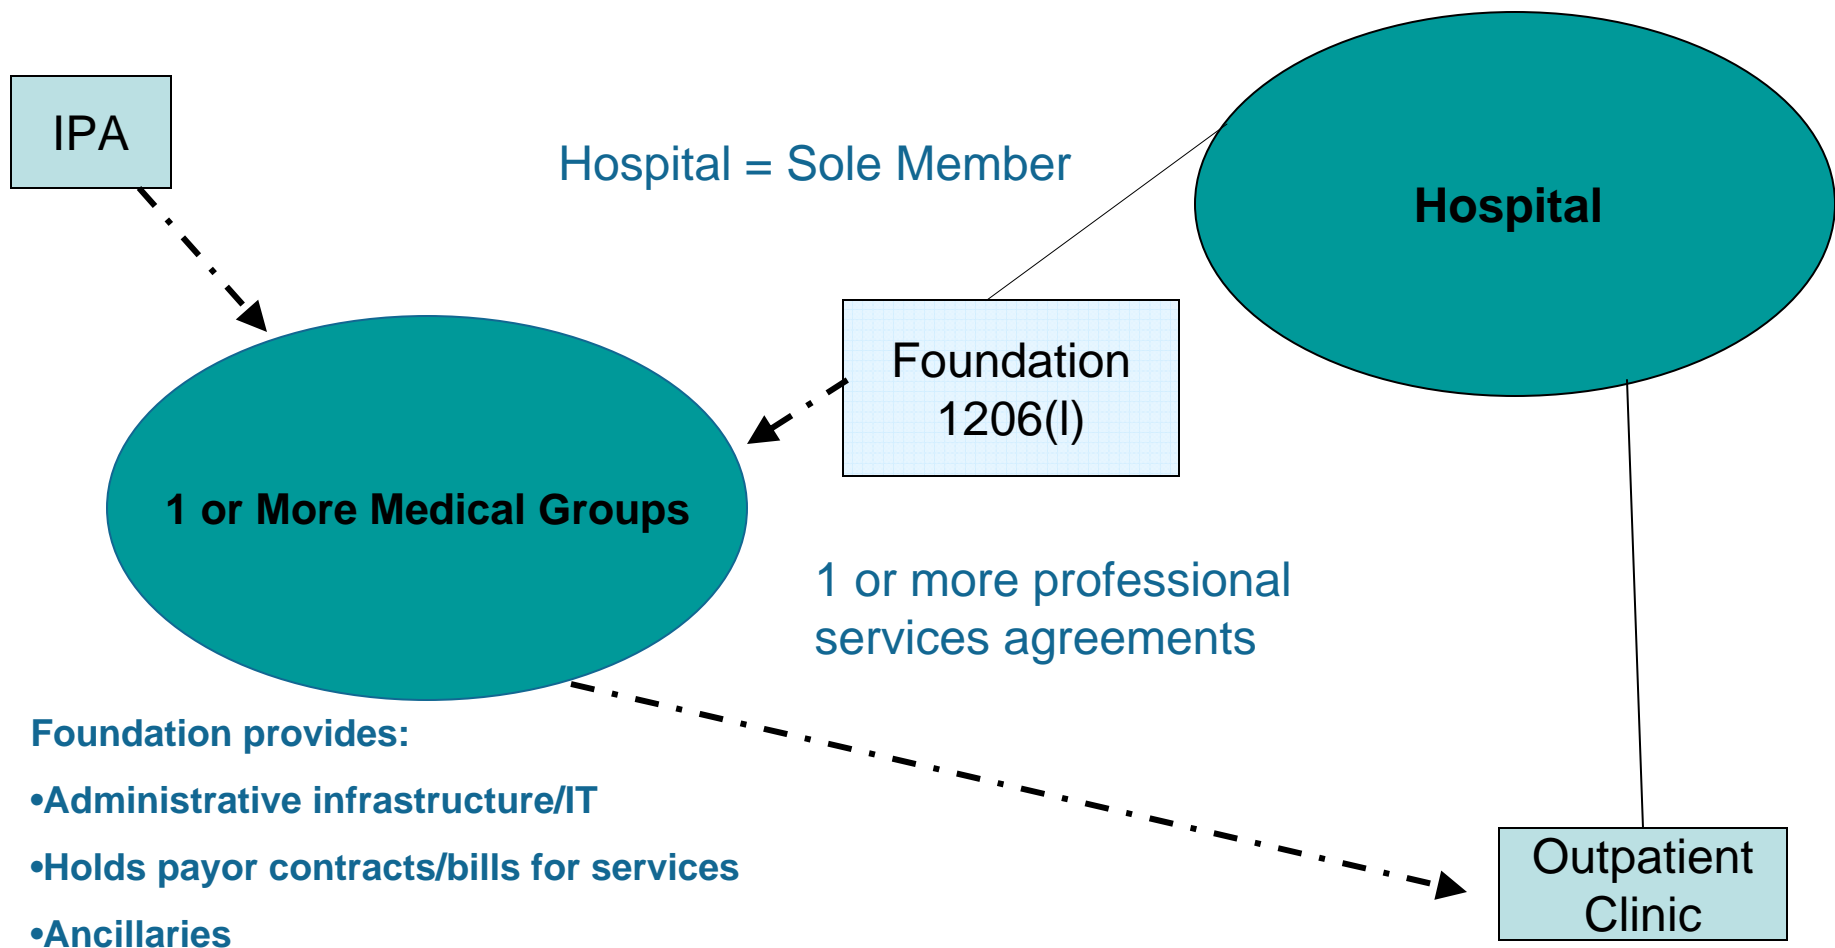 IPA
Hospital = Sole Member
Hospital
Foundation
1206(l)
1 or More Medical Groups
1 or more professional
services agreements
Foundation provides:
•Administrative infrastructure/IT
•Holds payor contracts/bills for services
•Ancillaries
Outpatient
Clinic